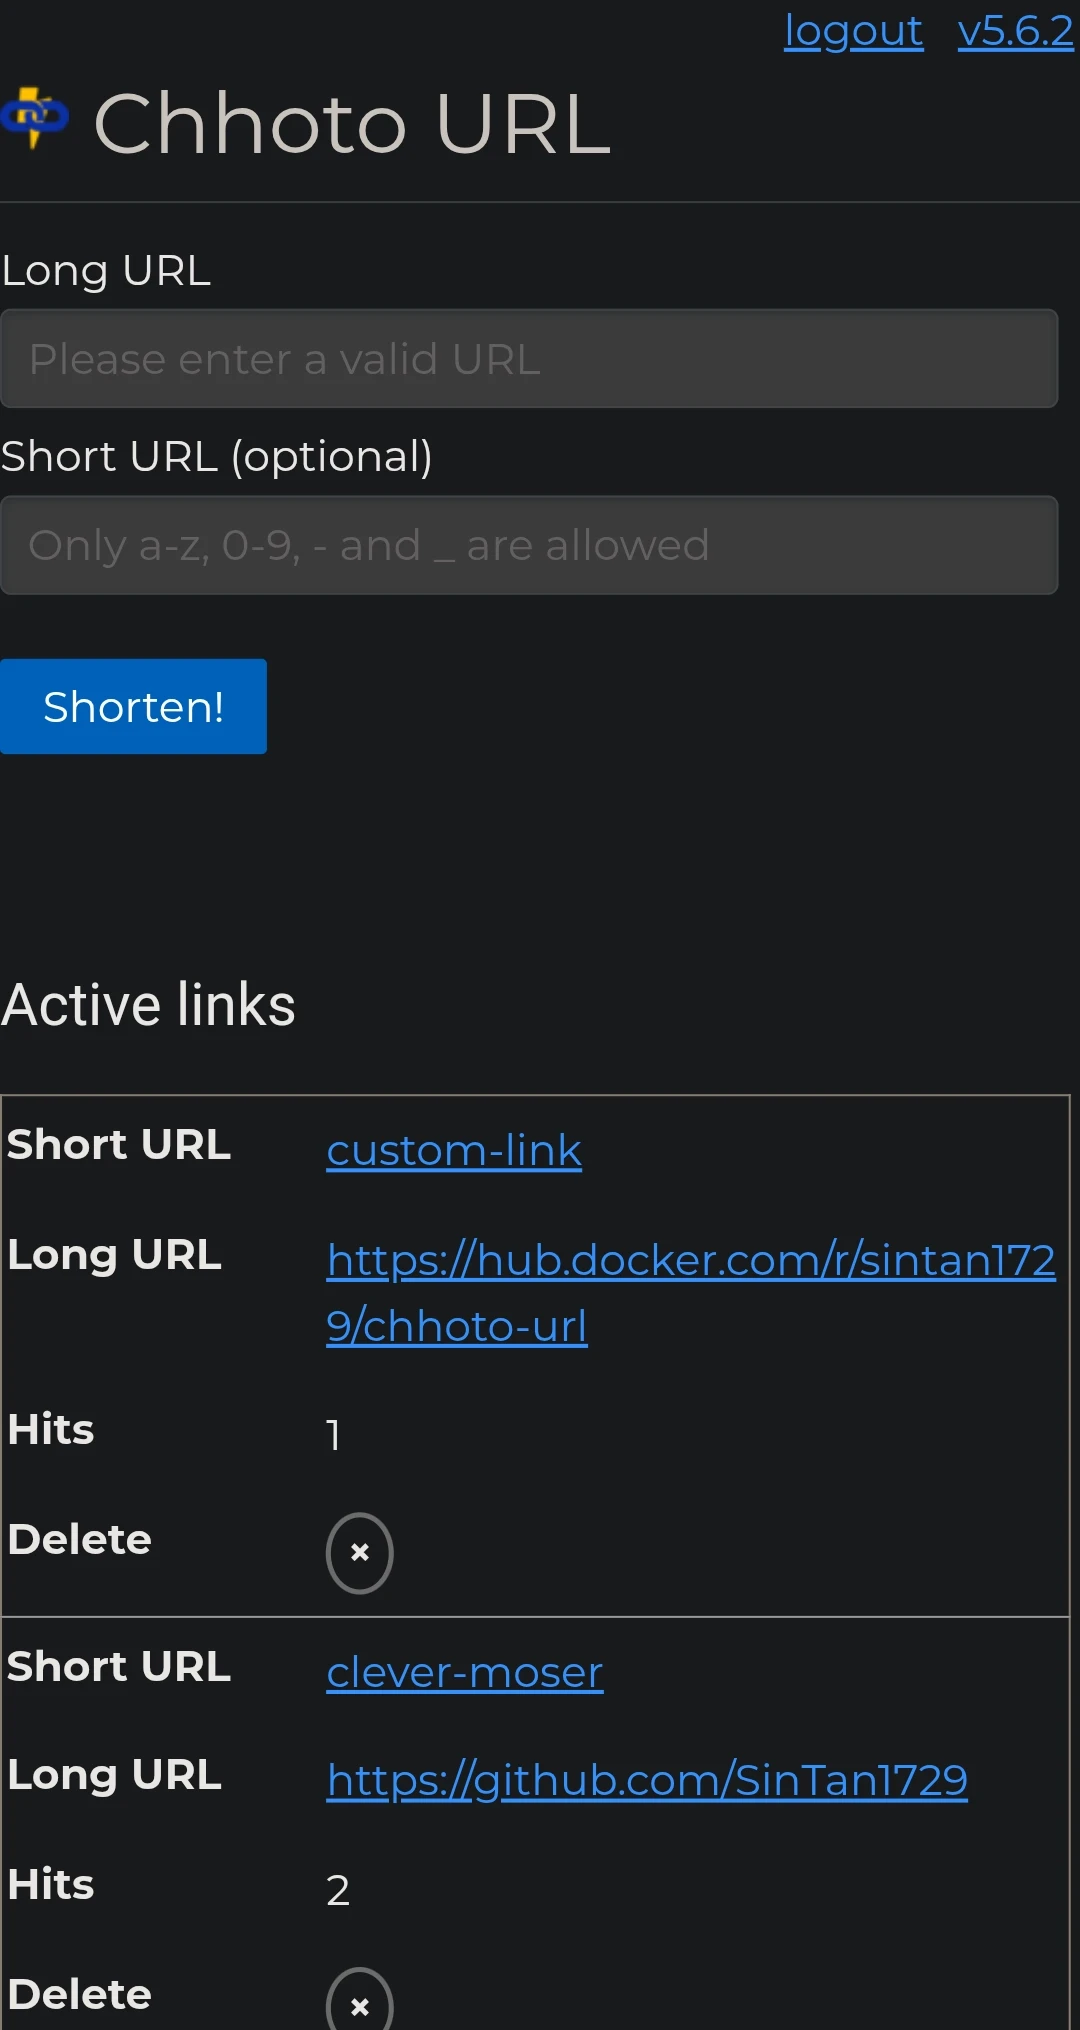 logout v5.6.2
Chhoto URL
Long URL
Please enter a valid URL
Short URL (optional)
Only a-z, 0-9, - and _ are allowed
Shorten!
Active links
Short URL custom-link
Long URL https://hub.docker.com/r/sintan172
9/chhoto-url
Hits 1
Delete ×
Short URL clever-moser
Long URL https://github.com/SinTan1729
Hits 2
Delete ×